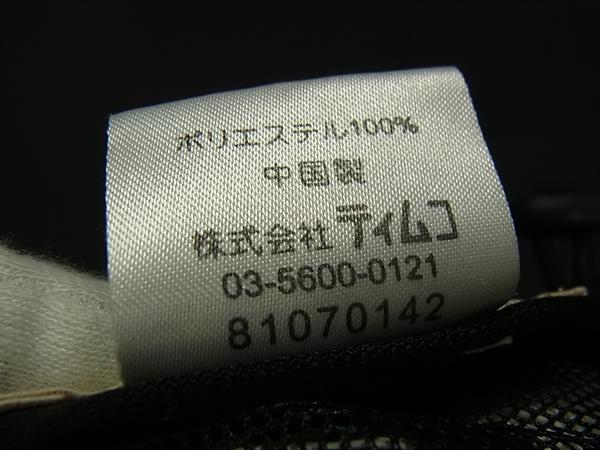 ポリエステル100%
中国製
株式会社 ティムコ
03-5600-0121
81070142